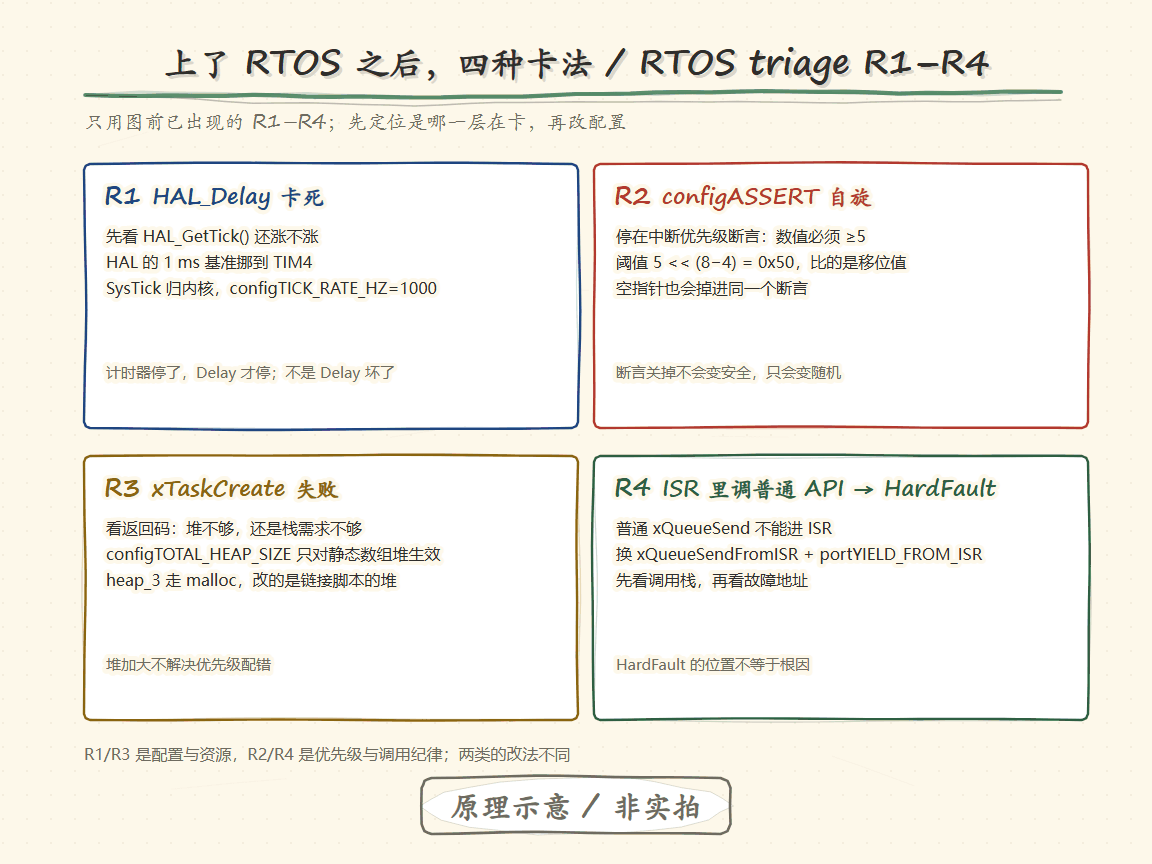 上了 RTOS 之后，四种卡法 / RTOS triage R1–R4
只用图前已出现的 R1–R4；先定位是哪一层在卡，再改配置
R1 HAL_Delay 卡死
先看 HAL_GetTick() 还涨不涨
HAL 的 1 ms 基准挪到 TIM4
SysTick 归内核，configTICK_RATE_HZ=1000
计时器停了，Delay 才停；不是 Delay 坏了
R2 configASSERT 自旋
停在中断优先级断言：数值必须 ≥5
阈值 5 << (8−4) = 0x50，比的是移位值
空指针也会掉进同一个断言
断言关掉不会变安全，只会变随机
R3 xTaskCreate 失败
看返回码：堆不够，还是栈需求不够
configTOTAL_HEAP_SIZE 只对静态数组堆生效
heap_3 走 malloc，改的是链接脚本的堆
堆加大不解决优先级配错
R4 ISR 里调普通 API → HardFault
普通 xQueueSend 不能进 ISR
换 xQueueSendFromISR + portYIELD_FROM_ISR
先看调用栈，再看故障地址
HardFault 的位置不等于根因
R1/R3 是配置与资源，R2/R4 是优先级与调用纪律；两类的改法不同
原理示意 / 非实拍